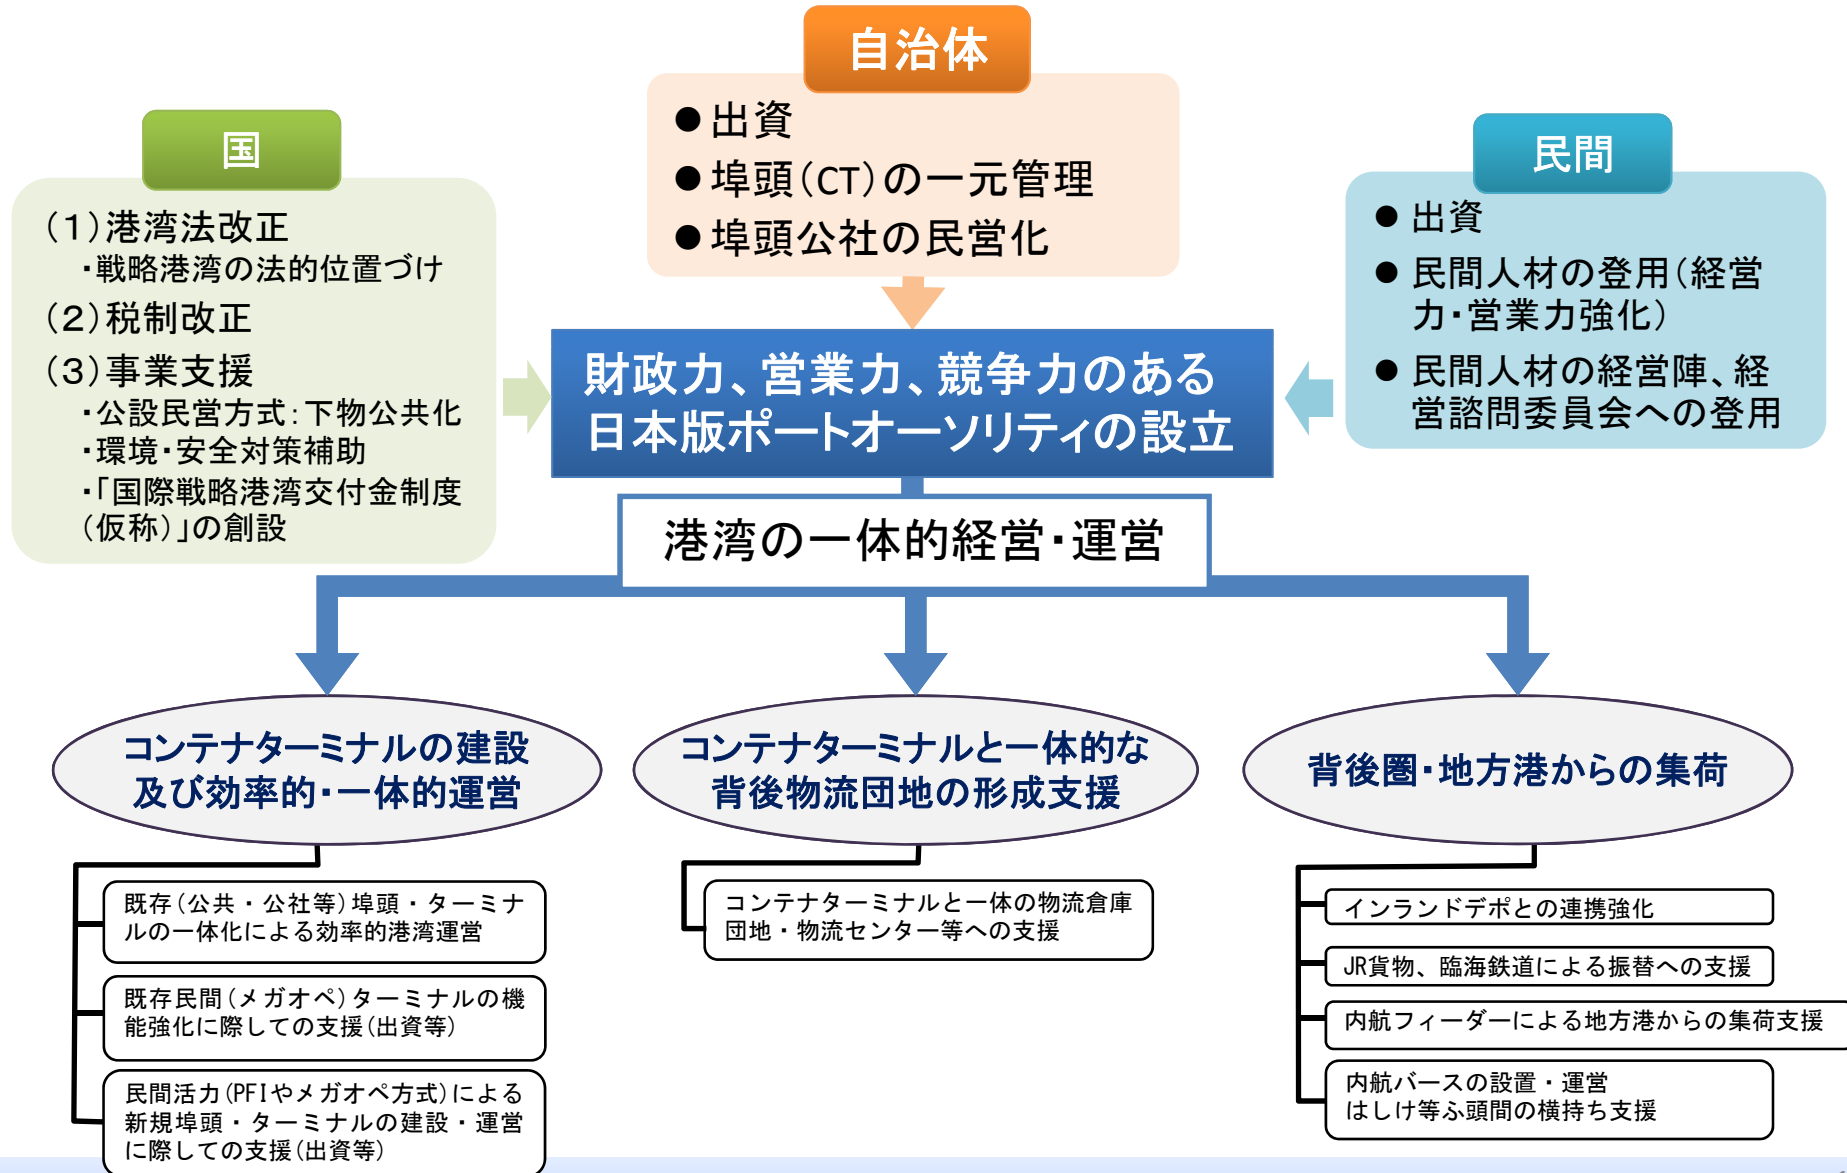 自治体
●出資
●埠頭(CT)の一元管理
●埠頭公社の民営化
国
(1)港湾法改正
・戦略港湾の法的位置づけ
(2)税制改正
(3)事業支援
・公設民営方式:下物公共化
・環境・安全対策補助
・「国際戦略港湾交付金制度
(仮称)」の創設
民間
● 出資
● 民間人材の登用(経営
力・営業力強化)
● 民間人材の経営陣、経
営諮問委員会への登用
財政力、営業力、競争力のある
日本版ポートオーソリティの設立
港湾の一体的経営・運営
コンテナターミナルの建設
及び効率的・一体的運営
既存(公共・公社等)埠頭・ターミナ
ルの一体化による効率的港湾運営
既存民間(メガオペ)ターミナルの機
能強化に際しての支援(出資等)
民間活力(PFIやメガオペ方式)による
新規埠頭・ターミナルの建設・運営
に際しての支援(出資等)
コンテナターミナルと一体的な
背後物流団地の形成支援
コンテナターミナルと一体の物流倉庫
団地・物流センター等への支援
背後圏・地方港からの集荷
インランドデポとの連携強化
JR貨物、臨海鉄道による振替への支援
内航フィーダーによる地方港からの集荷支援
内航バースの設置・運営
はしけ等ふ頭間の横持ち支援